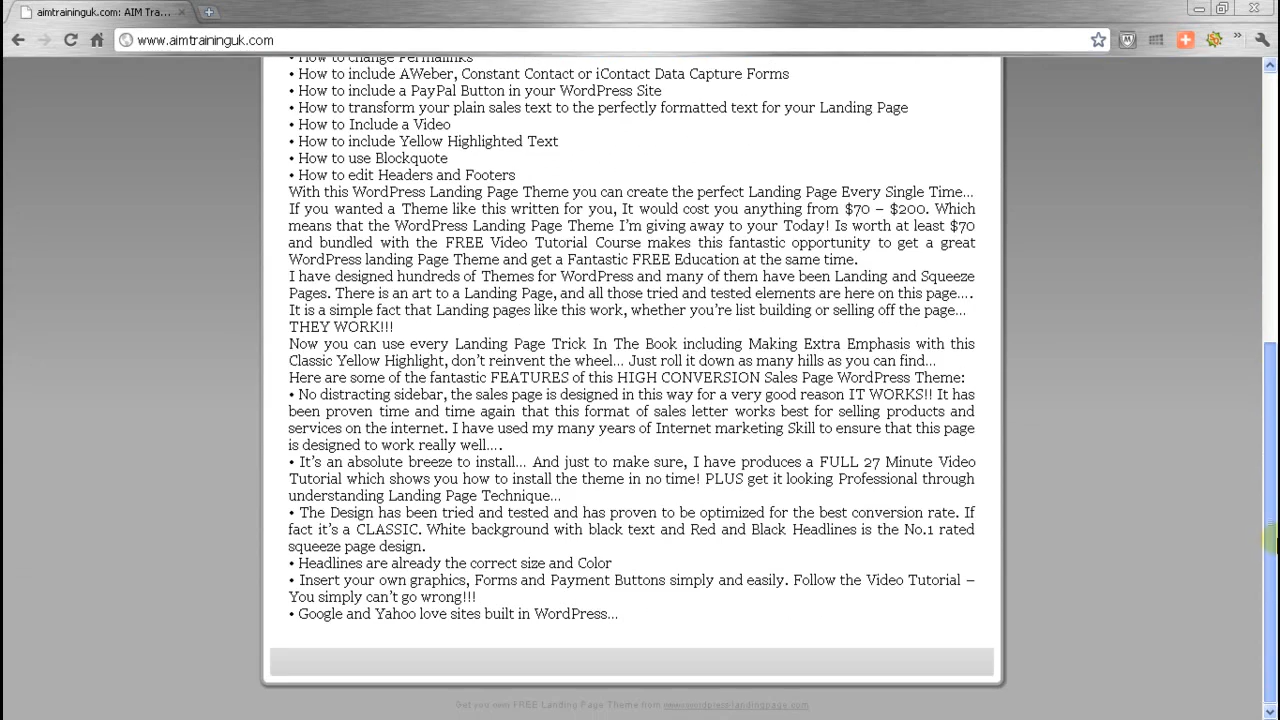 aimtraininguk.com: AIM Tra...
www.aimtraininguk.com
• How to change Permalinks
• How to include AWeber, Constant Contact or iContact Data Capture Forms
• How to include a PayPal Button in your WordPress Site
• How to transform your plain sales text to the perfectly formatted text for your Landing Page
• How to Include a Video
• How to include Yellow Highlighted Text
• How to use Blockquote
• How to edit Headers and Footers
With this WordPress Landing Page Theme you can create the perfect Landing Page Every Single Time...
If you wanted a Theme like this written for you, It would cost you anything from $70 – $200. Which
means that the WordPress Landing Page Theme I'm giving away to your Today! Is worth at least $70
and bundled with the FREE Video Tutorial Course makes this fantastic opportunity to get a great
WordPress landing Page Theme and get a Fantastic FREE Education at the same time.
I have designed hundreds of Themes for WordPress and many of them have been Landing and Squeeze
Pages. There is an art to a Landing Page, and all those tried and tested elements are here on this page….
It is a simple fact that Landing pages like this work, whether you're list building or selling off the page…
THEY WORK!!!
Now you can use every Landing Page Trick In The Book including Making Extra Emphasis with this
Classic Yellow Highlight, don't reinvent the wheel… Just roll it down as many hills as you can find…
Here are some of the fantastic FEATURES of this HIGH CONVERSION Sales Page WordPress Theme:
• No distracting sidebar, the sales page is designed in this way for a very good reason IT WORKS!! It has
been proven time and time again that this format of sales letter works best for selling products and
services on the internet. I have used my many years of Internet marketing Skill to ensure that this page
is designed to work really well….
• It's an absolute breeze to install… And just to make sure, I have produces a FULL 27 Minute Video
Tutorial which shows you how to install the theme in no time! PLUS get it looking Professional through
understanding Landing Page Technique…
• The Design has been tried and tested and has proven to be optimized for the best conversion rate. If
fact it's a CLASSIC. White background with black text and Red and Black Headlines is the No.1 rated
squeeze page design.
• Headlines are already the correct size and Color
• Insert your own graphics, Forms and Payment Buttons simply and easily. Follow the Video Tutorial –
You simply can't go wrong!!!
• Google and Yahoo love sites built in WordPress…
Get you own FREE Landing Page Theme from www.wordpress-landingpage.com